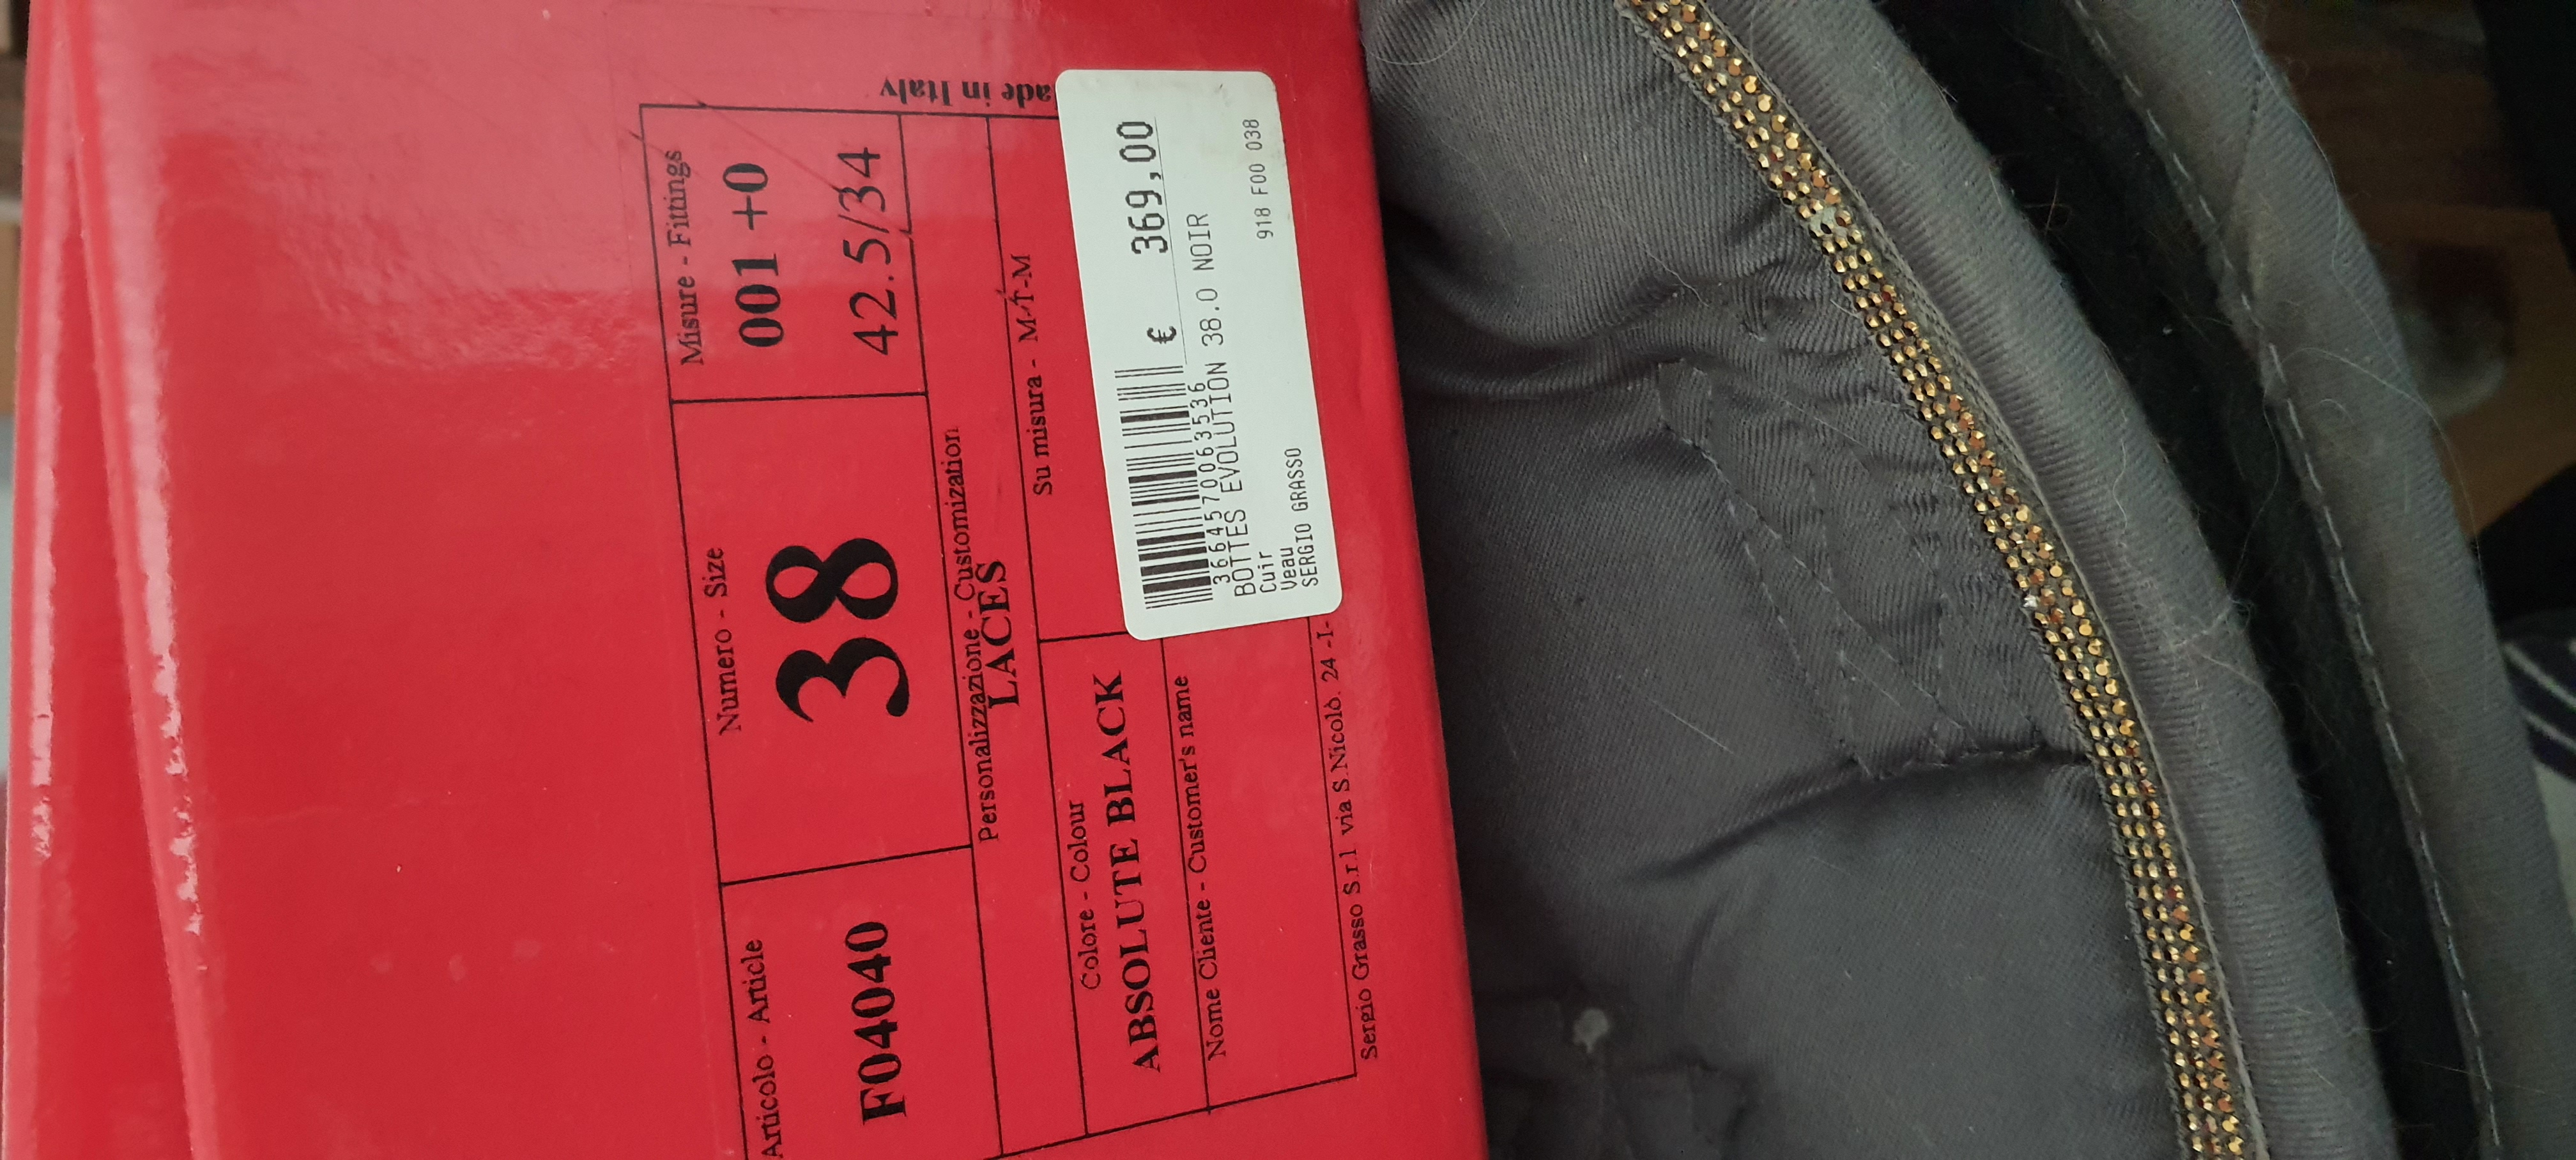 Made in Italy
Articolo - Article
F04040
Numero - Size
38
Misure - Fittings
001 +0
42.5/34
Personalizzazione - Customization
LACES
Colore - Colour
ABSOLUTE BLACK
Su misura - M-T-M
Nome Cliente - Customer's name
Sergio Grasso S.r.l via S.Nicolò. 24 -I-
€ 369,00
3664570063536
BOTTES EVOLUTION 38.0 NOIR
Cuir
Veau
918 F00 038
SERGIO GRASSO